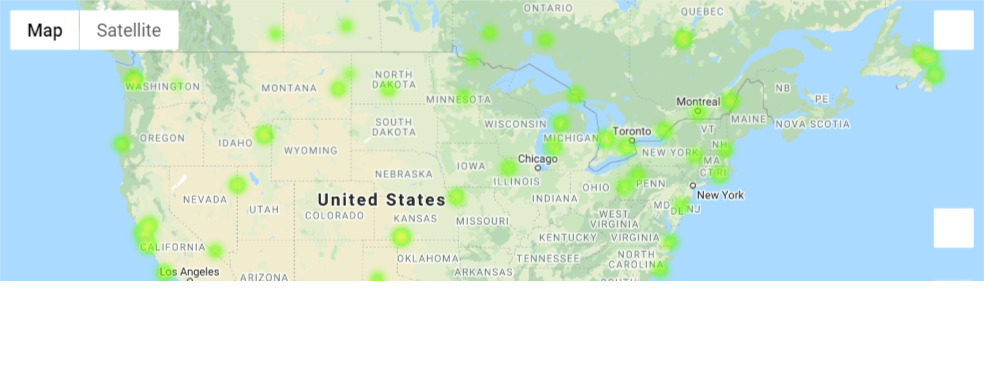 Map
Satellite
ONTARIO
QUEBEC
WASHINGTON
MONTANA
NORTH
DAKOTA
MINNESOTA
Montreal
NB
PE
MAINE
NOVA SCOTIA
OREGON
IDAHO
SOUTH
DAKOTA
WISCONSIN
MICHIGAN
Toronto
VT
NH
WYOMING
NEW YORK
MA
CT RI
IOWA
Chicago
NEBRASKA
ILLINOIS
OHIO
PENN
New York
NEVADA
UTAH
United States
COLORADO
KANSAS
MISSOURI
INDIANA
WEST
VIRGINIA
MD
DE
NJ
CALIFORNIA
KENTUCKY
VIRGINIA
OKLAHOMA
TENNESSEE
NORTH
CAROLINA
Los Angeles
ARIZONA
ARKANSAS